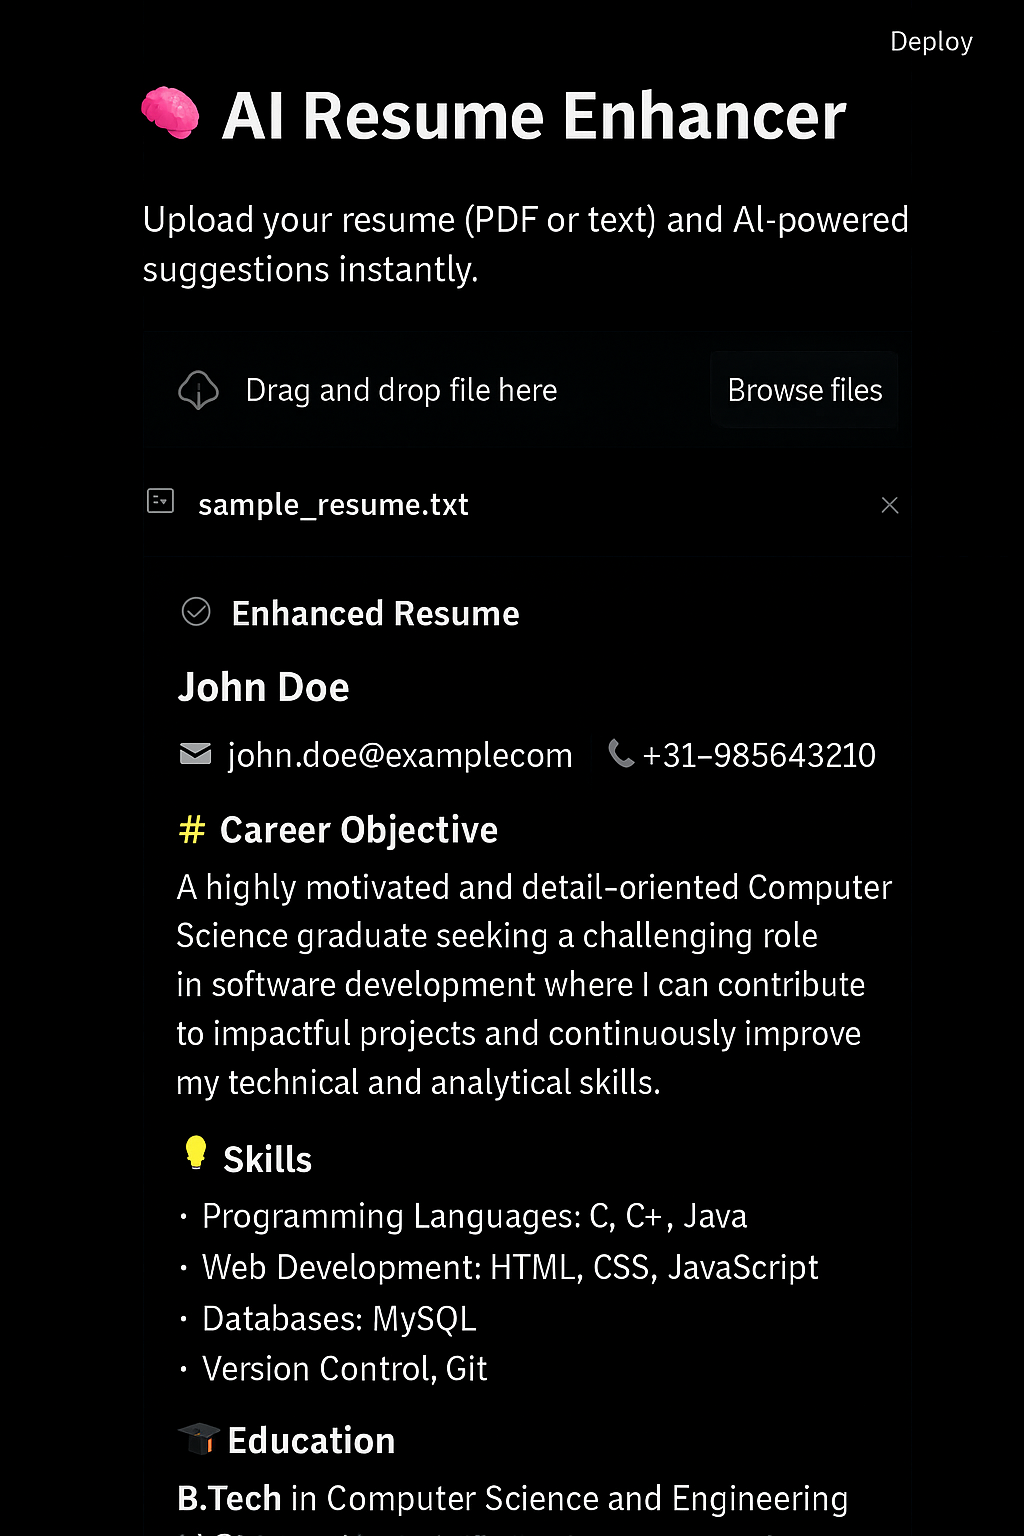 Deploy
AI Resume Enhancer
Upload your resume (PDF or text) and AI-powered
suggestions instantly.
Drag and drop file here
Browse files
sample_resume.txt
Enhanced Resume
John Doe
john.doe@examplecom
+31-985643210
# Career Objective
A highly motivated and detail-oriented Computer
Science graduate seeking a challenging role
in software development where I can contribute
to impactful projects and continuously improve
my technical and analytical skills.
Skills
• Programming Languages: C, C+, Java
• Web Development: HTML, CSS, JavaScript
• Databases: MySQL
• Version Control, Git
Education
B.Tech in Computer Science and Engineering